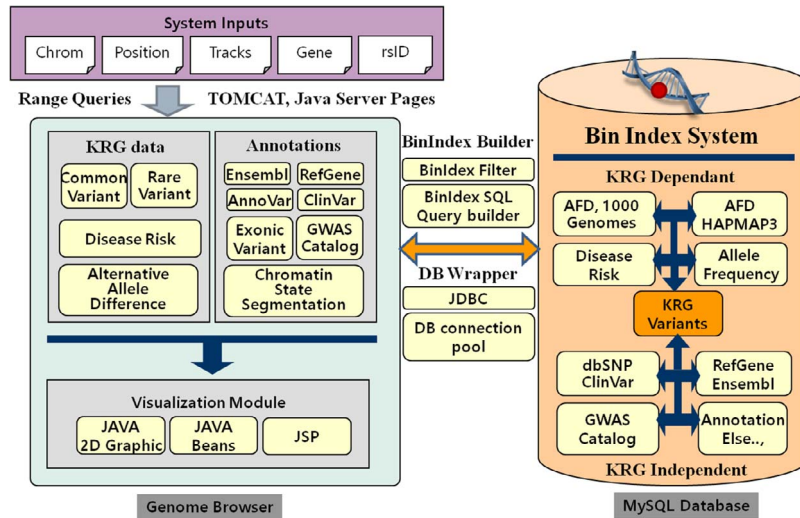 System Inputs
Chrom
Position
Tracks
Gene
rsID
Range Queries
TOMCAT, Java Server Pages
KRG data
Common
Variant
Rare
Variant
Disease Risk
Alternative
Allele
Difference
Annotations
Ensembl
RefGene
AnnoVar
ClinVar
Exonic
Variant
GWAS
Catalog
Chromatin
State
Segmentation
Visualization Module
JAVA
2D Graphic
JAVA
Beans
JSP
Genome Browser
BinIndex Builder
BinIdex Filter
BinIdex SQL
Query builder
DB Wrapper
JDBC
DB connection
pool
Bin Index System
KRG Dependant
AFD, 1000
Genomes
AFD
HAPMAP3
Disease
Risk
Allele
Frequency
KRG
Variants
dbSNP
ClinVar
RefGene
Ensembl
GWAS
Catalog
Annotation
Else..,
KRG Independent
MySQL Database